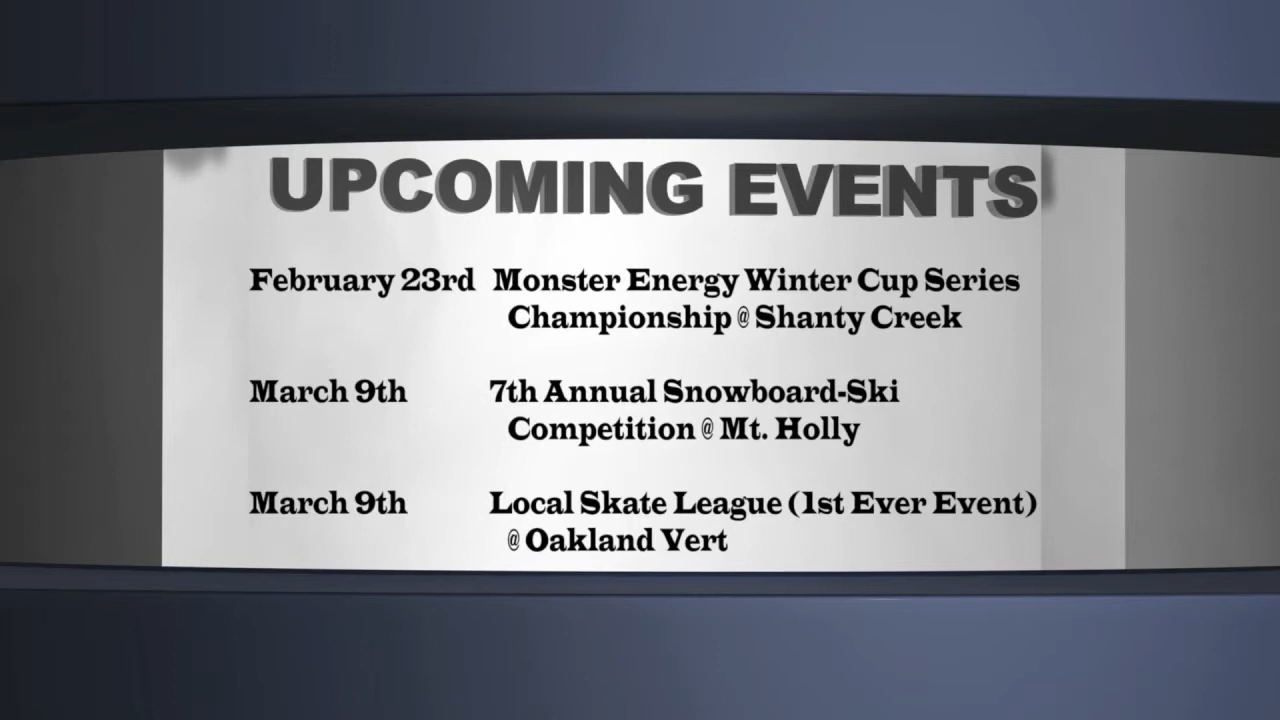 UPCOMING EVENTS
February 23rd Monster Energy Winter Cup Series
Championship @ Shanty Creek
March 9th 7th Annual Snowboard-Ski
Competition @ Mt. Holly
March 9th Local Skate League (1st Ever Event)
@ Oakland Vert